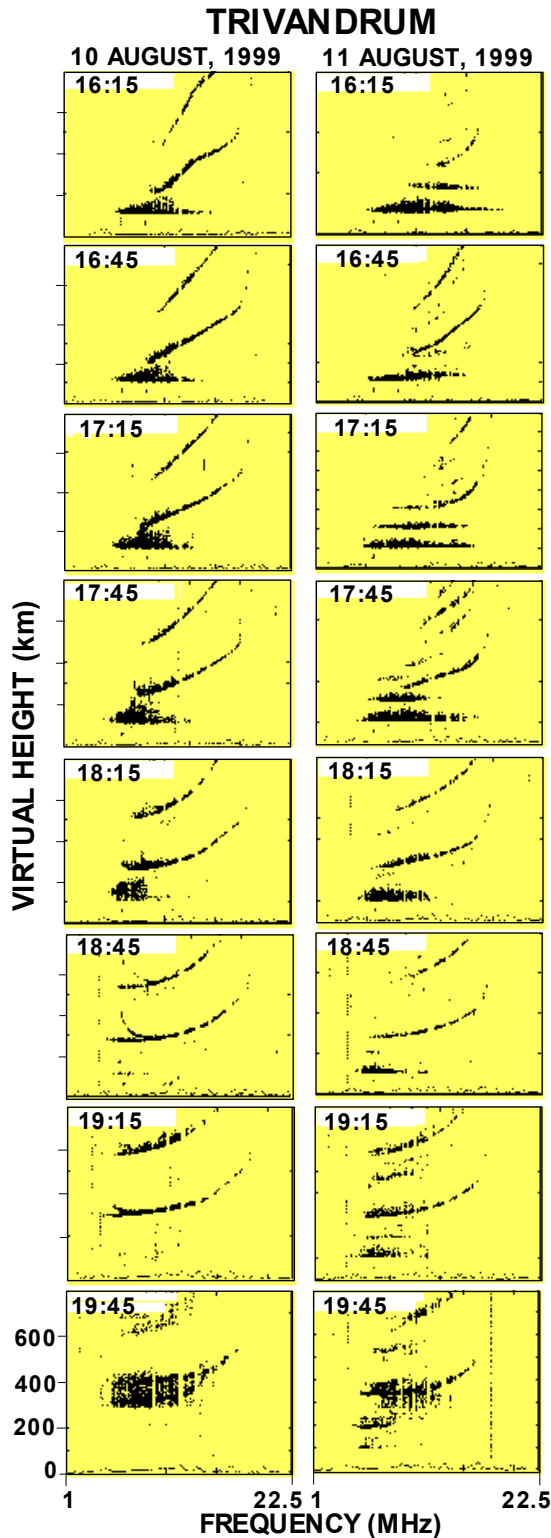 TRIVANDRUM
10 AUGUST, 1999 11 AUGUST, 1999
16:15 16:15
16:45 16:45
17:15 17:15
17:45 17:45
VIRTUAL HEIGHT (km)
18:15 18:15
18:45 18:45
19:15 19:15
19:45 19:45
600
400
200
0
1 22.5 1 22.5
FREQUENCY (MHz)